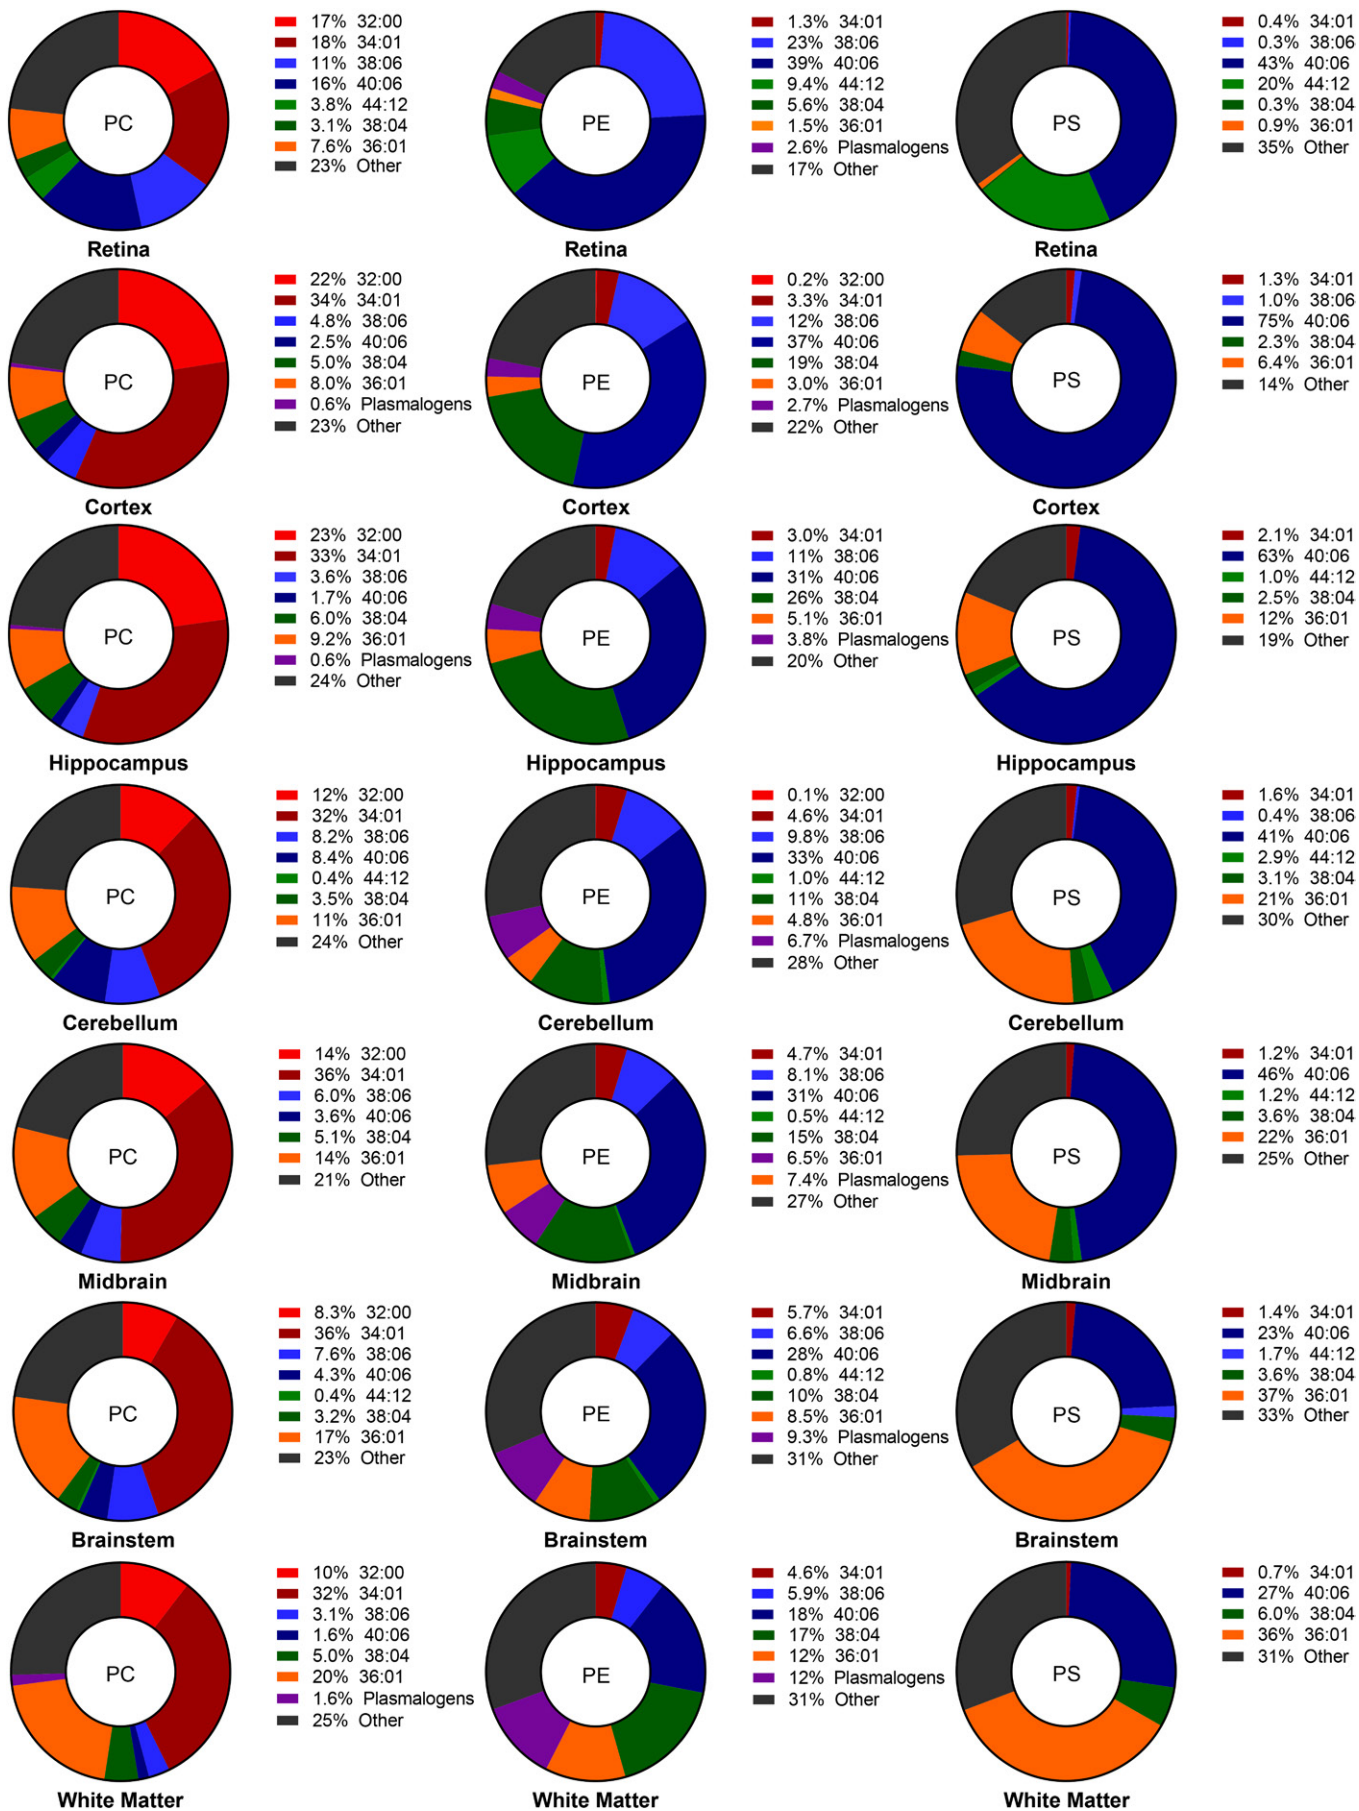 PC
17% 32:00
18% 34:01
11% 38:06
16% 40:06
3.8% 44:12
3.1% 38:04
7.6% 36:01
23% Other
Retina
PE
1.3% 34:01
23% 38:06
39% 40:06
9.4% 44:12
5.6% 38:04
1.5% 36:01
2.6% Plasmalogens
17% Other
Retina
PS
0.4% 34:01
0.3% 38:06
43% 40:06
20% 44:12
0.3% 38:04
0.9% 36:01
35% Other
Retina
PC
22% 32:00
34% 34:01
4.8% 38:06
2.5% 40:06
5.0% 38:04
8.0% 36:01
0.6% Plasmalogens
23% Other
Cortex
PE
0.2% 32:00
3.3% 34:01
12% 38:06
37% 40:06
19% 38:04
3.0% 36:01
2.7% Plasmalogens
22% Other
Cortex
PS
1.3% 34:01
1.0% 38:06
75% 40:06
2.3% 38:04
6.4% 36:01
14% Other
Cortex
PC
23% 32:00
33% 34:01
3.6% 38:06
1.7% 40:06
6.0% 38:04
9.2% 36:01
0.6% Plasmalogens
24% Other
Hippocampus
PE
3.0% 34:01
11% 38:06
31% 40:06
26% 38:04
5.1% 36:01
3.8% Plasmalogens
20% Other
Hippocampus
PS
2.1% 34:01
63% 40:06
1.0% 44:12
2.5% 38:04
12% 36:01
19% Other
Hippocampus
PC
12% 32:00
32% 34:01
8.2% 38:06
8.4% 40:06
0.4% 44:12
3.5% 38:04
11% 36:01
24% Other
Cerebellum
PE
0.1% 32:00
4.6% 34:01
9.8% 38:06
33% 40:06
1.0% 44:12
11% 38:04
4.8% 36:01
6.7% Plasmalogens
28% Other
Cerebellum
PS
1.6% 34:01
0.4% 38:06
41% 40:06
2.9% 44:12
3.1% 38:04
21% 36:01
30% Other
Cerebellum
PC
14% 32:00
36% 34:01
6.0% 38:06
3.6% 40:06
5.1% 38:04
14% 36:01
21% Other
Midbrain
PE
4.7% 34:01
8.1% 38:06
31% 40:06
0.5% 44:12
15% 38:04
6.5% 36:01
7.4% Plasmalogens
27% Other
Midbrain
PS
1.2% 34:01
46% 40:06
1.2% 44:12
3.6% 38:04
22% 36:01
25% Other
Midbrain
PC
8.3% 32:00
36% 34:01
7.6% 38:06
4.3% 40:06
0.4% 44:12
3.2% 38:04
17% 36:01
23% Other
Brainstem
PE
5.7% 34:01
6.6% 38:06
28% 40:06
0.8% 44:12
10% 38:04
8.5% 36:01
9.3% Plasmalogens
31% Other
Brainstem
PS
1.4% 34:01
23% 40:06
1.7% 44:12
3.6% 38:04
37% 36:01
33% Other
Brainstem
PC
10% 32:00
32% 34:01
3.1% 38:06
1.6% 40:06
5.0% 38:04
20% 36:01
1.6% Plasmalogens
25% Other
White Matter
PE
4.6% 34:01
5.9% 38:06
18% 40:06
17% 38:04
12% 36:01
12% Plasmalogens
31% Other
White Matter
PS
0.7% 34:01
27% 40:06
6.0% 38:04
36% 36:01
31% Other
White Matter